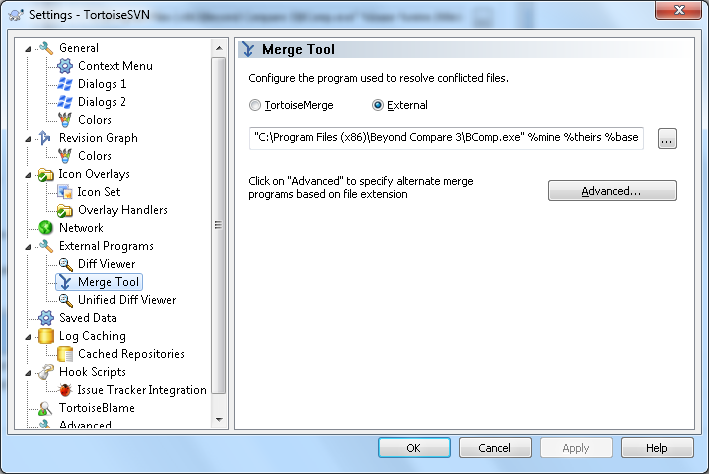 Settings - TortoiseSVN
General
Context Menu
Dialogs 1
Dialogs 2
Colors
Revision Graph
Colors
Icon Overlays
Icon Set
Overlay Handlers
Network
External Programs
Diff Viewer
Merge Tool
Unified Diff Viewer
Saved Data
Log Caching
Cached Repositories
Hook Scripts
Issue Tracker Integration
TortoiseBlame
Advanced
Merge Tool
Configure the program used to resolve conflicted files.
TortoiseMerge External
"C:\Program Files (x86)\Beyond Compare 3\BComp.exe" %mine %theirs %base
...
Click on "Advanced" to specify alternate merge
programs based on file extension
Advanced...
OK Cancel Apply Help